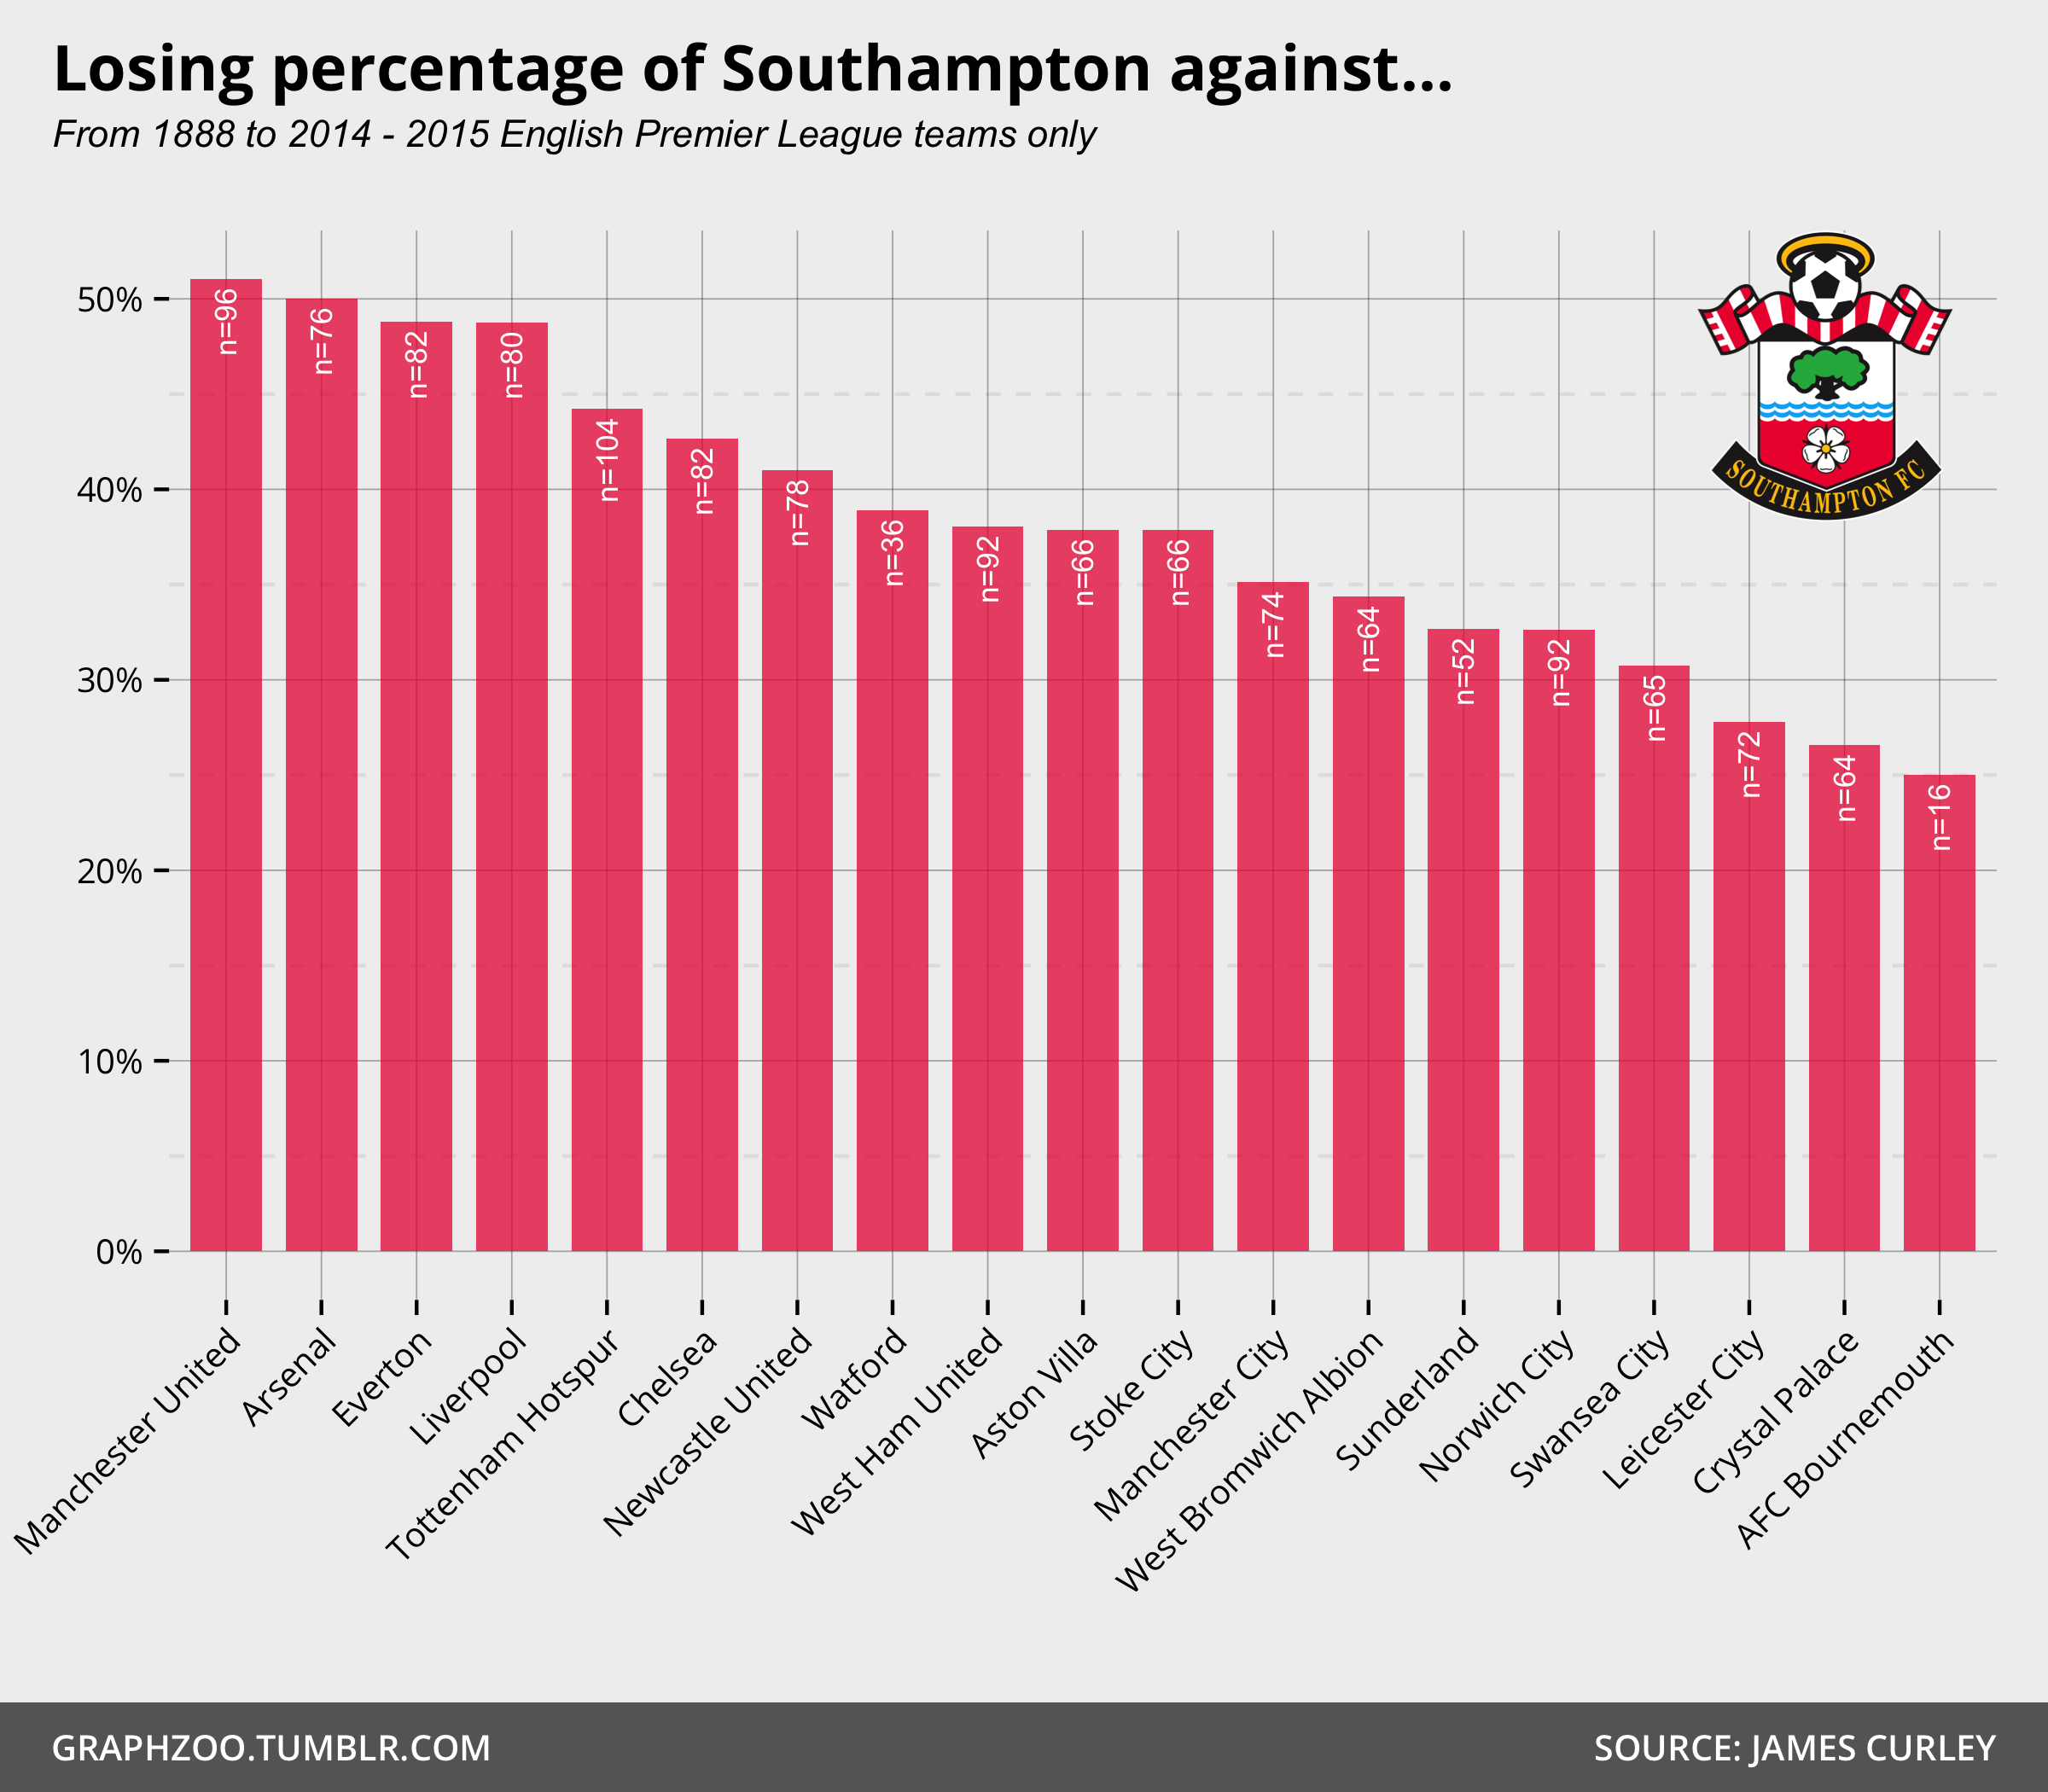 Losing percentage of Southampton against...
From 1888 to 2014 - 2015 English Premier League teams only
50%
40%
30%
20%
10%
0%
n=96
n=76
n=82
n=80
n=104
n=82
n=78
n=36
n=92
n=66
n=66
n=74
n=64
n=52
n=92
n=65
n=72
n=64
n=16
SOUTHAMPTON FC
Manchester United
Arsenal
Everton
Liverpool
Tottenham Hotspur
Chelsea
Newcastle United
Watford
West Ham United
Aston Villa
Stoke City
Manchester City
West Bromwich Albion
Sunderland
Norwich City
Swansea City
Leicester City
Crystal Palace
AFC Bournemouth
GRAPHZOO.TUMBLR.COM
SOURCE: JAMES CURLEY